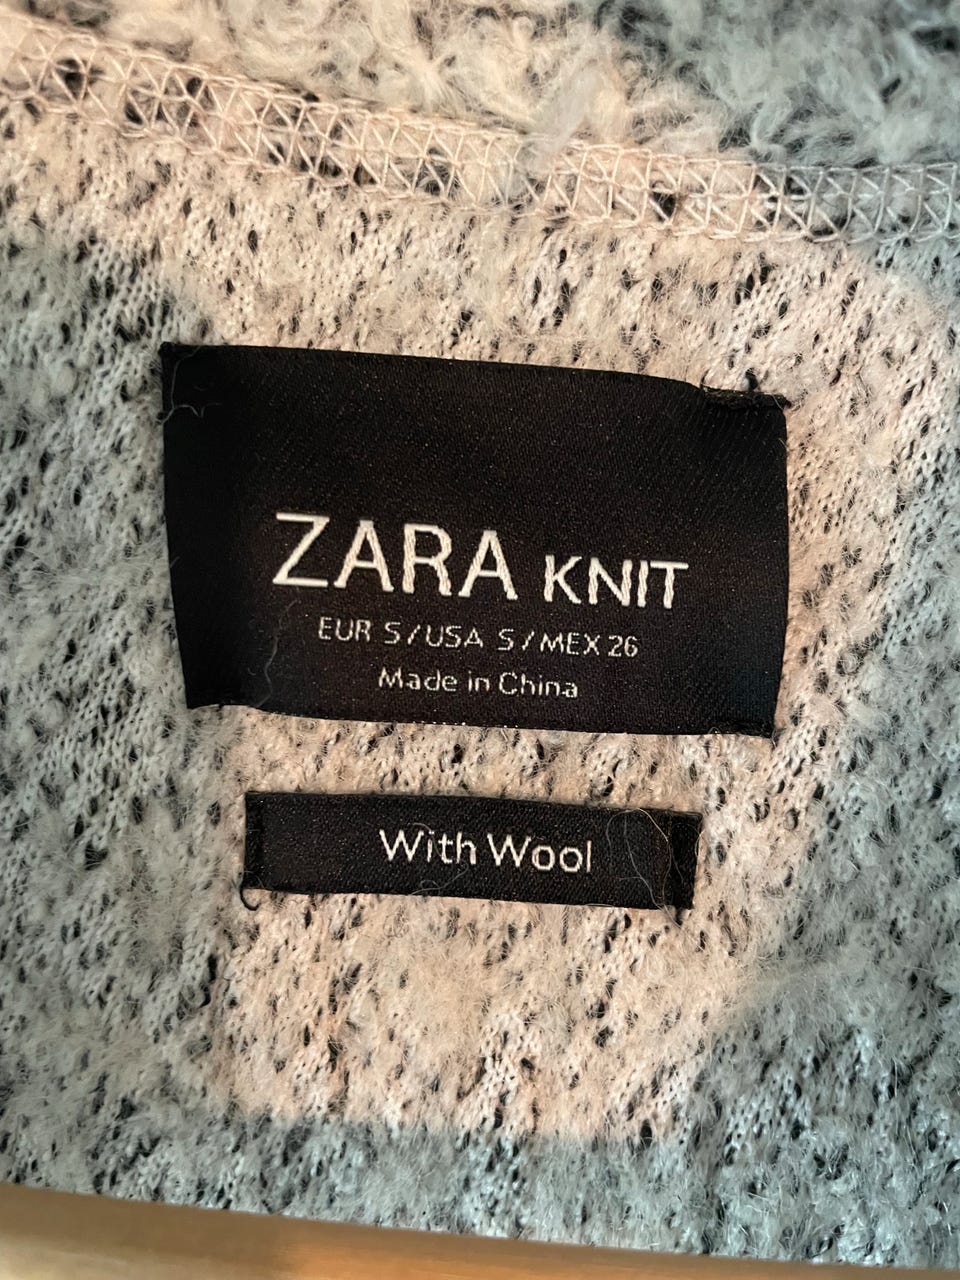 ZARA KNIT
EUR S/USA S/MEX 26
Made in China
With Wool